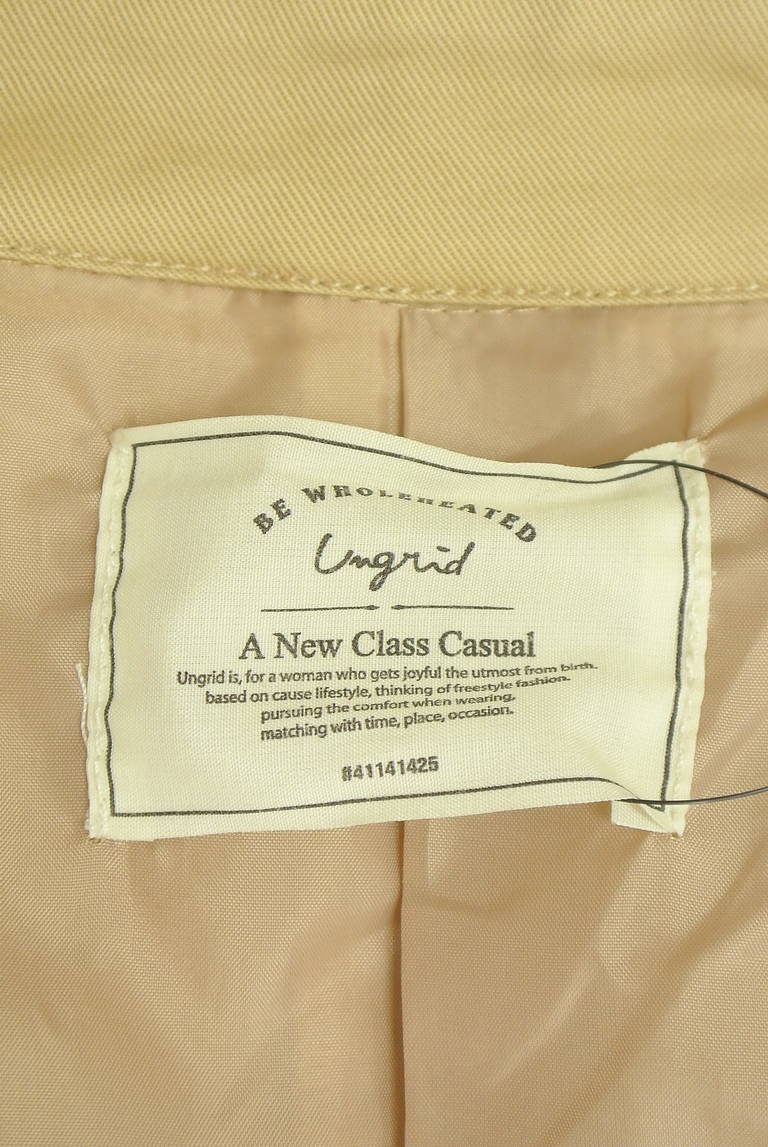 BE WHOLEHEATED
Ungrid
A New Class Casual
Ungrid is, for a woman who gets joyful the utmost from birth.
based on cause lifestyle, thinking of freestyle fashion.
pursuing the comfort when wearing,
matching with time, place, occasion.
#41141425